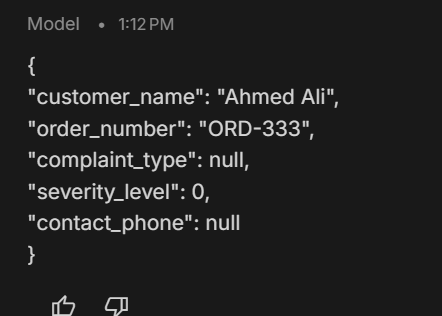 Model • 1:12 PM
{
"customer_name": "Ahmed Ali",
"order_number": "ORD-333",
"complaint_type": null,
"severity_level": 0,
"contact_phone": null
}